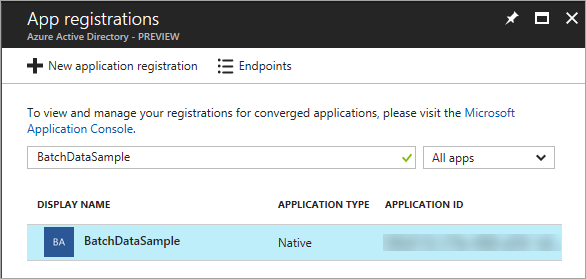 App registrations
Azure Active Directory - PREVIEW
New application registration
Endpoints
To view and manage your registrations for converged applications, please visit the Microsoft
Application Console.
BatchDataSample
All apps
DISPLAY NAME APPLICATION TYPE APPLICATION ID
BA BatchDataSample Native